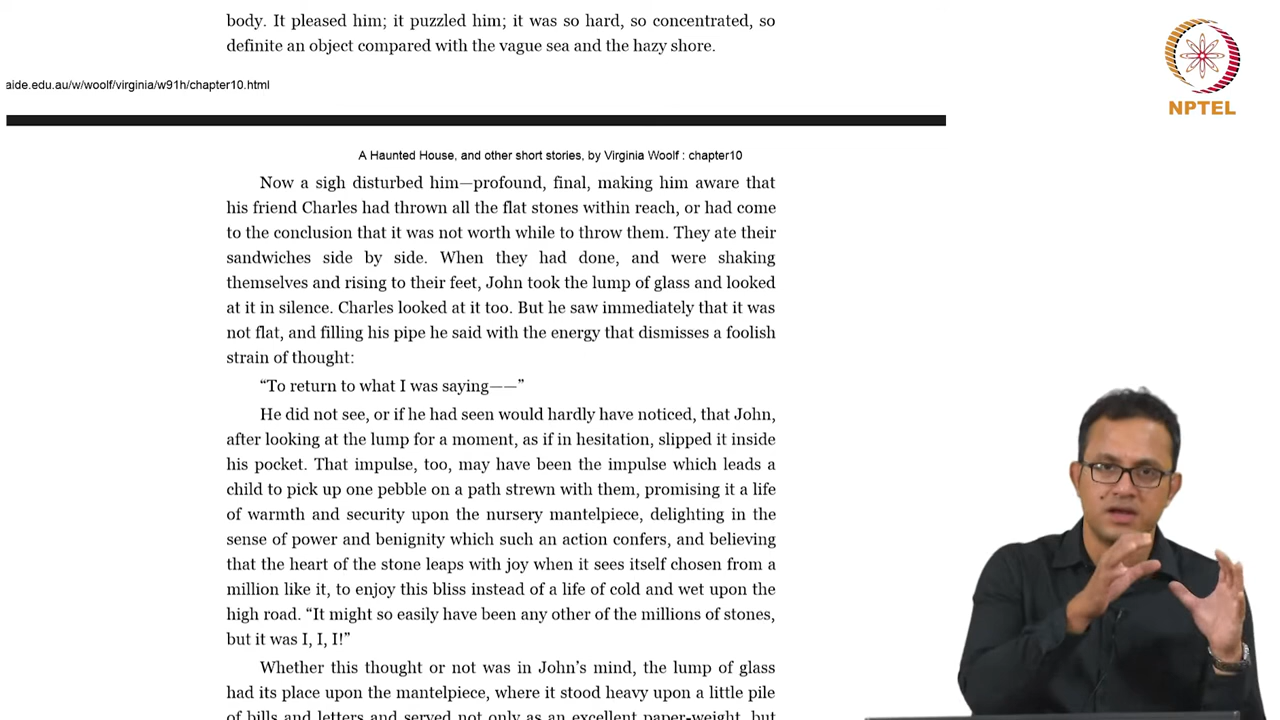 body. It pleased him; it puzzled him; it was so hard, so concentrated, so
definite an object compared with the vague sea and the hazy shore.
aide.edu.au/w/woolf/virginia/w91h/chapter10.html
NPTEL
A Haunted House, and other short stories, by Virginia Woolf : chapter10
Now a sigh disturbed him—profound, final, making him aware that
his friend Charles had thrown all the flat stones within reach, or had come
to the conclusion that it was not worth while to throw them. They ate their
sandwiches side by side. When they had done, and were shaking
themselves and rising to their feet, John took the lump of glass and looked
at it in silence. Charles looked at it too. But he saw immediately that it was
not flat, and filling his pipe he said with the energy that dismisses a foolish
strain of thought:
“To return to what I was saying——”
He did not see, or if he had seen would hardly have noticed, that John,
after looking at the lump for a moment, as if in hesitation, slipped it inside
his pocket. That impulse, too, may have been the impulse which leads a
child to pick up one pebble on a path strewn with them, promising it a life
of warmth and security upon the nursery mantelpiece, delighting in the
sense of power and benignity which such an action confers, and believing
that the heart of the stone leaps with joy when it sees itself chosen from a
million like it, to enjoy this bliss instead of a life of cold and wet upon the
high road. “It might so easily have been any other of the millions of stones,
but it was I, I, I!”
Whether this thought or not was in John’s mind, the lump of glass
had its place upon the mantelpiece, where it stood heavy upon a little pile
of bills and letters and served not only as an excellent paper-weight, but